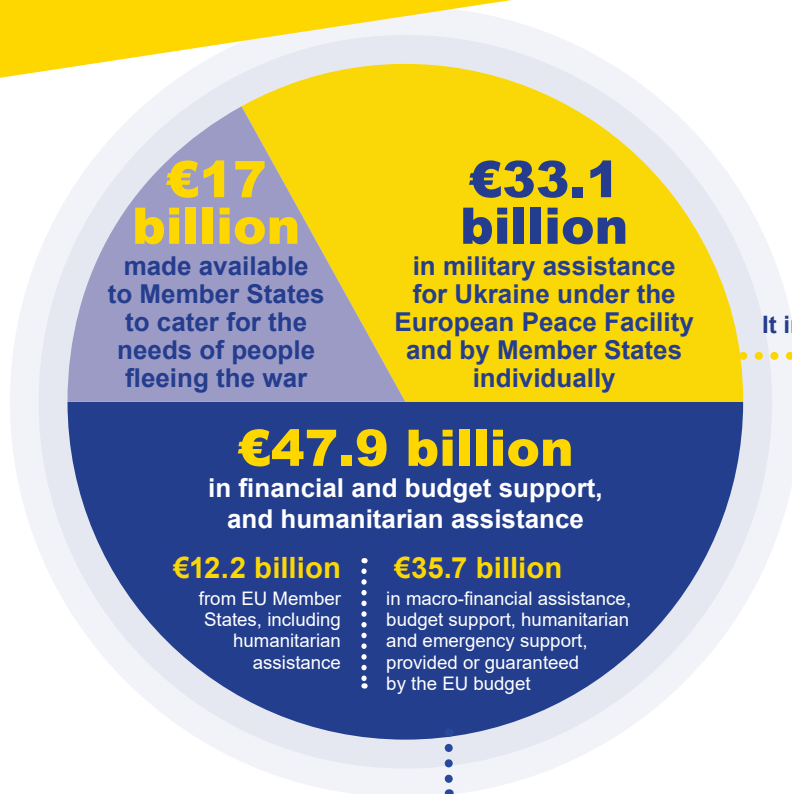 €17
billion
made available
to Member States
to cater for the
needs of people
fleeing the war
€33.1
billion
in military assistance
for Ukraine under the
European Peace Facility
and by Member States
individually
It
€47.9 billion
in financial and budget support,
and humanitarian assistance
€12.2 billion
from EU Member
States, including
humanitarian
assistance
€35.7 billion
in macro-financial assistance,
budget support, humanitarian
and emergency support,
provided or guaranteed
by the EU budget